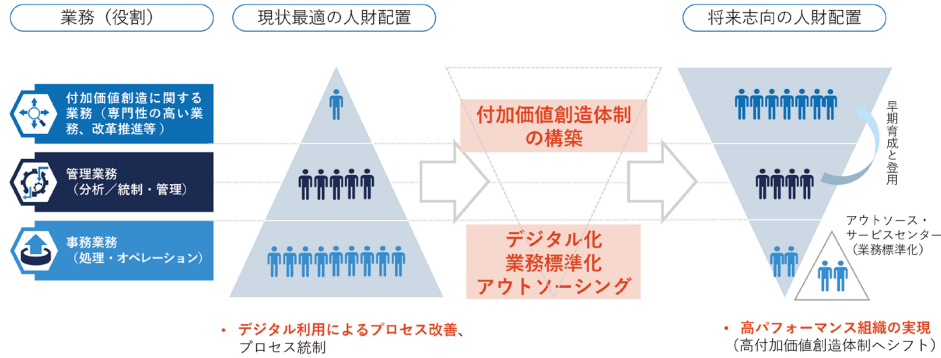 業務（役割）
現状最適の人財配置
将来志向の人財配置
付加価値創造に関する
業務（専門性の高い業
務、改革推進等）
管理業務
（分析／統制・管理）
事務業務
（処理・オペレーション）
付加価値創造体制
の構築
デジタル化
業務標準化
アウトソーシング
早期育成と登用
アウトソース・
サービスセンター
（業務標準化）
• デジタル利用によるプロセス改善、
プロセス統制
• 高パフォーマンス組織の実現
（高付加価値創造体制へシフト）